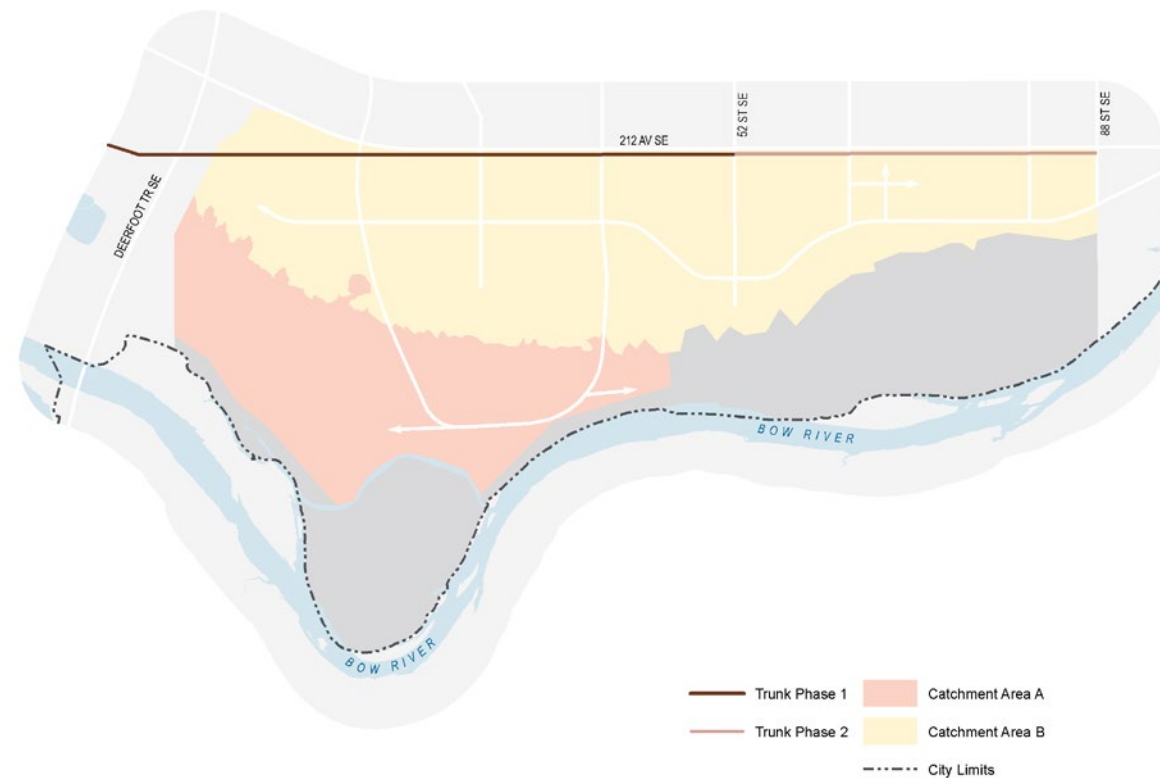 52 ST SE
88 ST SE
212 AV SE
DEERFOOT TR SE
BOW RIVER
BOW RIVER
Trunk Phase 1
Catchment Area A
Trunk Phase 2
Catchment Area B
City Limits